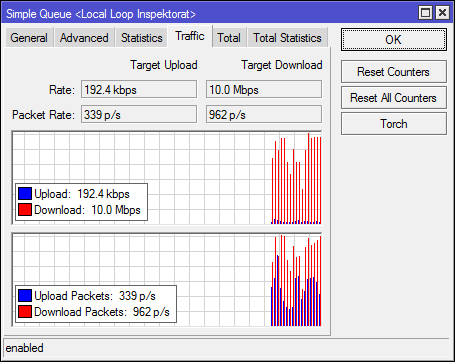 Simple Queue <Local Loop Inspektorat>
General Advanced Statistics Traffic Total Total Statistics
Target Upload Target Download
Rate: 192.4 kbps 10.0 Mbps
Packet Rate: 339 p/s 962 p/s
Upload: 192.4 kbps
Download: 10.0 Mbps
Upload Packets: 339 p/s
Download Packets: 962 p/s
OK
Reset Counters
Reset All Counters
Torch
enabled